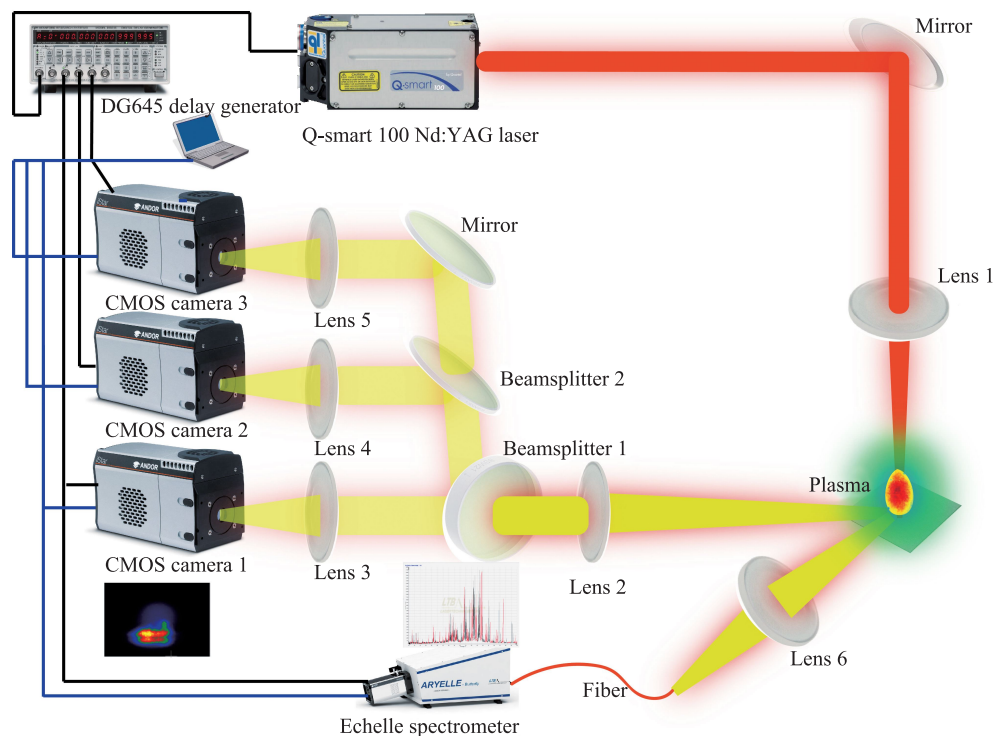 Mirror
DG645 delay generator
Q-smart 100
Q-smart 100 Nd:YAG laser
ANDOR
CMOS camera 3
Lens 5
Mirror
Lens 1
ANDOR
CMOS camera 2
Lens 4
Beamsplitter 2
ANDOR
CMOS camera 1
Lens 3
Beamsplitter 1
Lens 2
Plasma
Lens 6
ARYELLE
Fiber
Echelle spectrometer